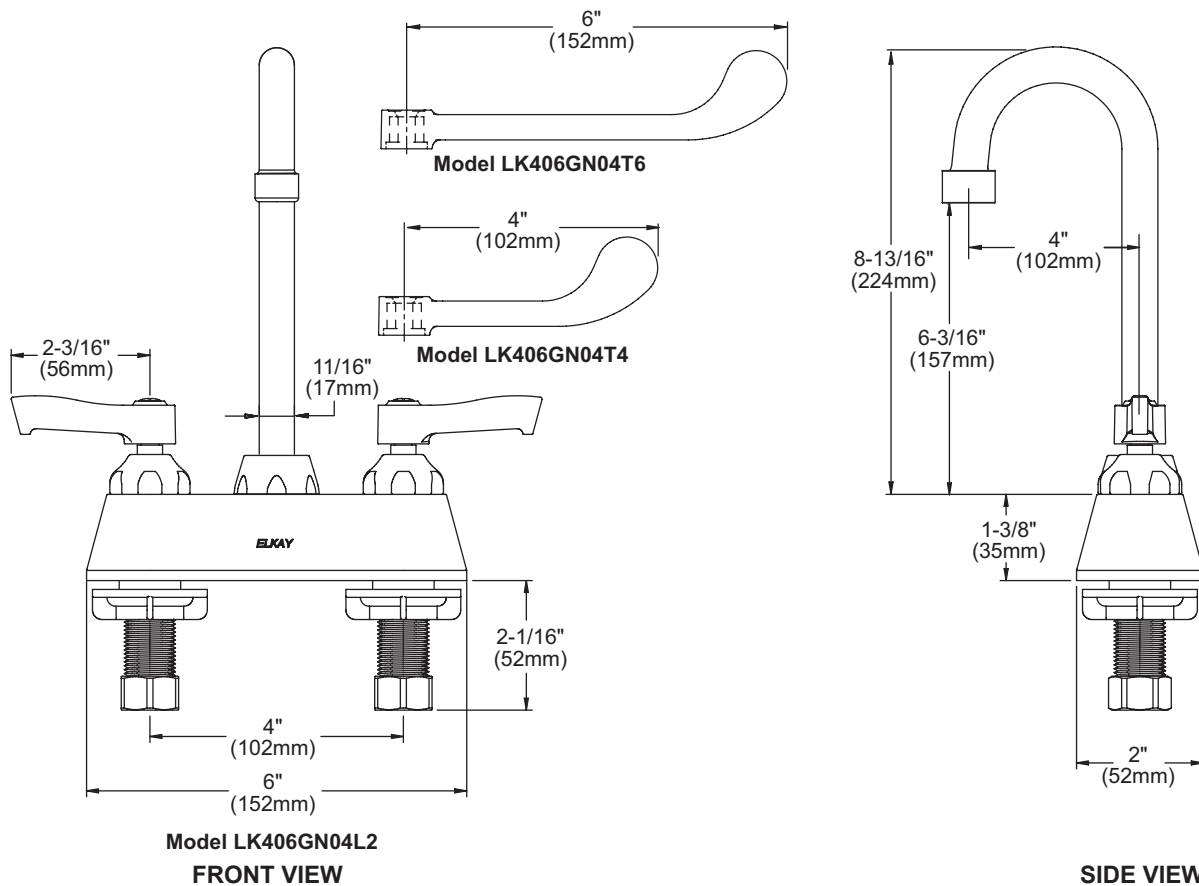 6"
(152mm)
Model LK406GN04T6
4"
(102mm)
Model LK406GN04T4
2-3/16"
(56mm)
11/16"
(17mm)
ELKAY
2-1/16"
(52mm)
4"
(102mm)
6"
(152mm)
Model LK406GN04L2
FRONT VIEW
8-13/16"
(224mm)
4"
(102mm)
6-3/16"
(157mm)
1-3/8"
(35mm)
2"
(52mm)
SIDE VIEW